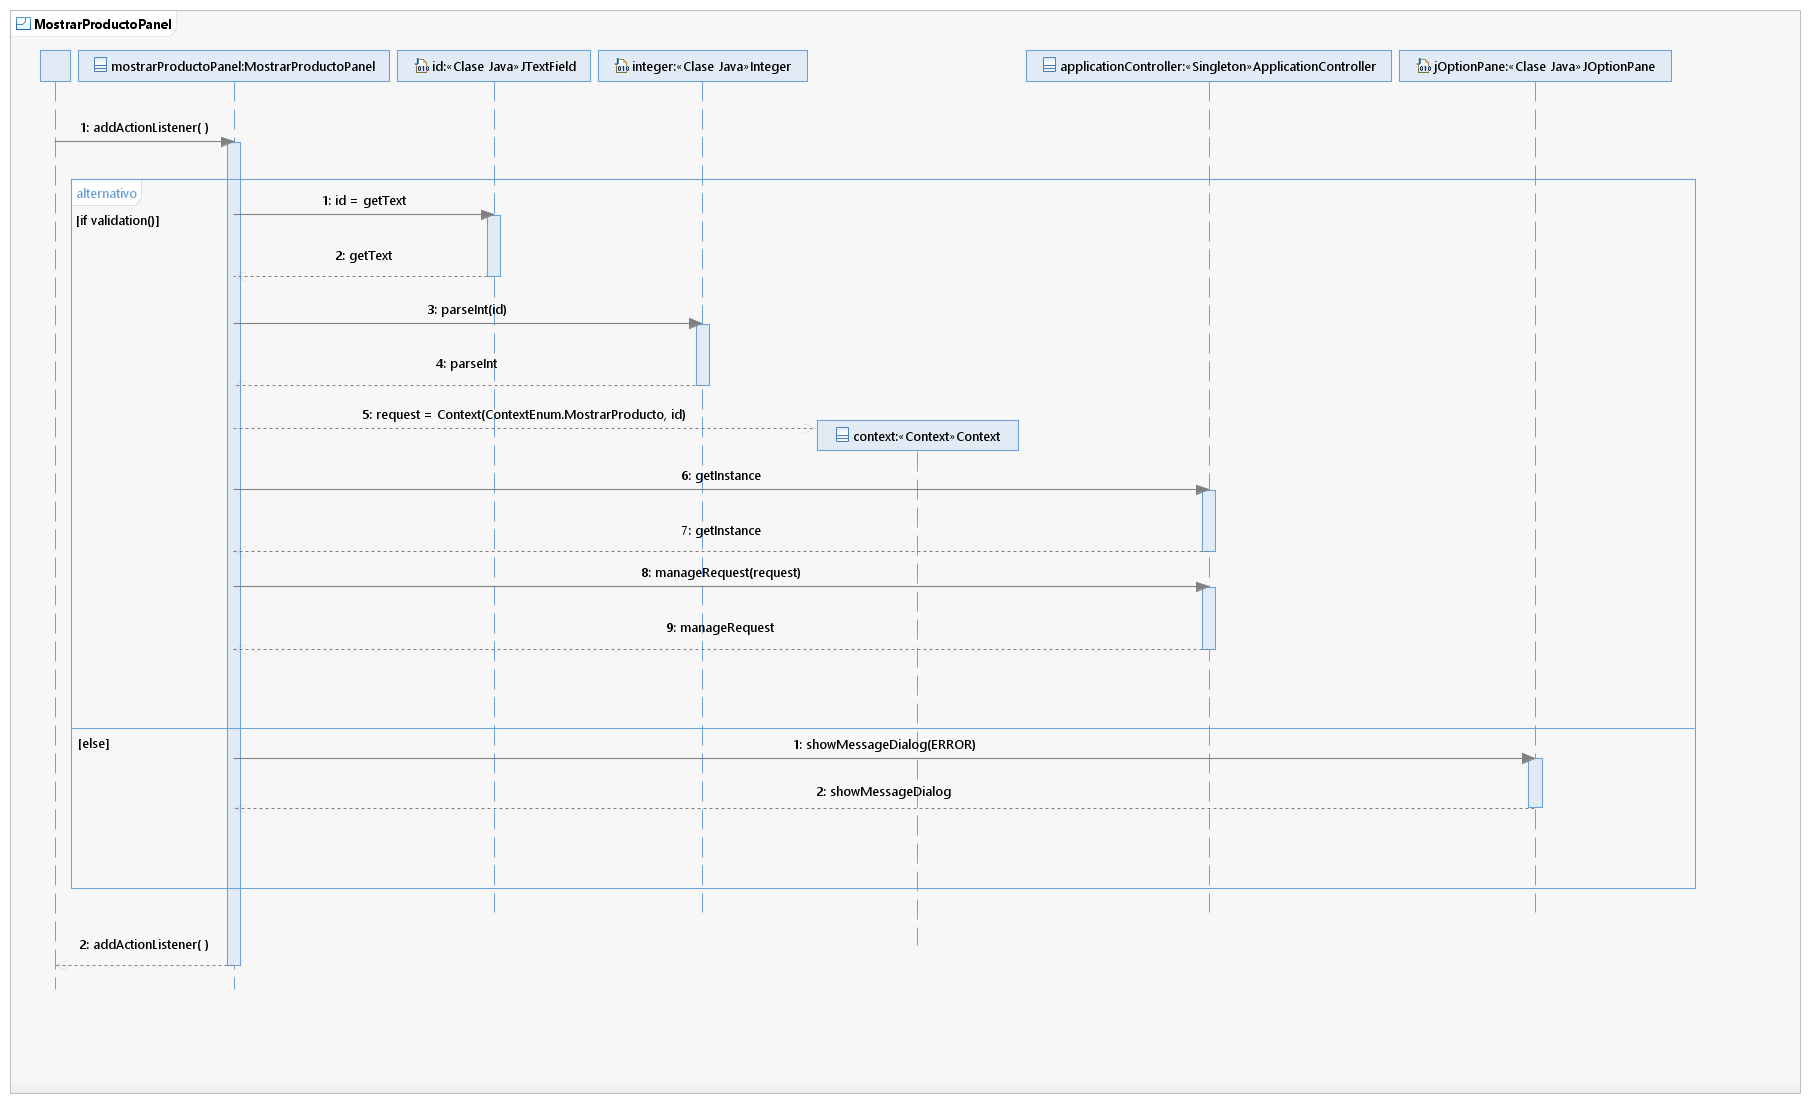 MostrarProductoPanel
mostrarProductoPanel:MostrarProductoPanel
id:«Clase Java»JTextField
integer:«Clase Java»Integer
applicationController:«Singleton»ApplicationController
jOptionPane:«Clase Java»JOptionPane
1: addActionListener( )
alternativo
[if validation()]
1: id = getText
2: getText
3: parseInt(id)
4: parseInt
5: request = Context(ContextEnum.MostrarProducto, id)
context:«Context»Context
6: getInstance
7: getInstance
8: manageRequest(request)
9: manageRequest
[else]
1: showMessageDialog(ERROR)
2: showMessageDialog
2: addActionListener( )